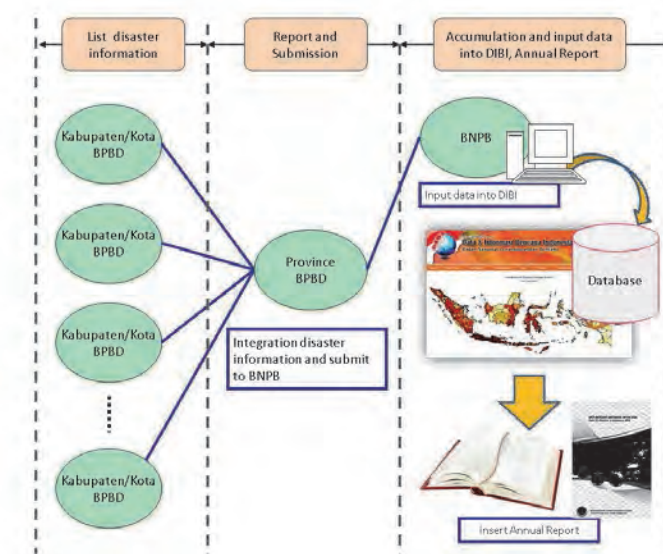 List disaster
information
Report and
Submission
Accumulation and input data
into DIBI, Annual Report
Kabupaten/Kota
BPBD
Kabupaten/Kota
BPBD
Kabupaten/Kota
BPBD
Kabupaten/Kota
BPBD
Province
BPBD
Integration disaster
information and submit
to BNPB
BNPB
Input data into DIBI
Database
Insert Annual Report